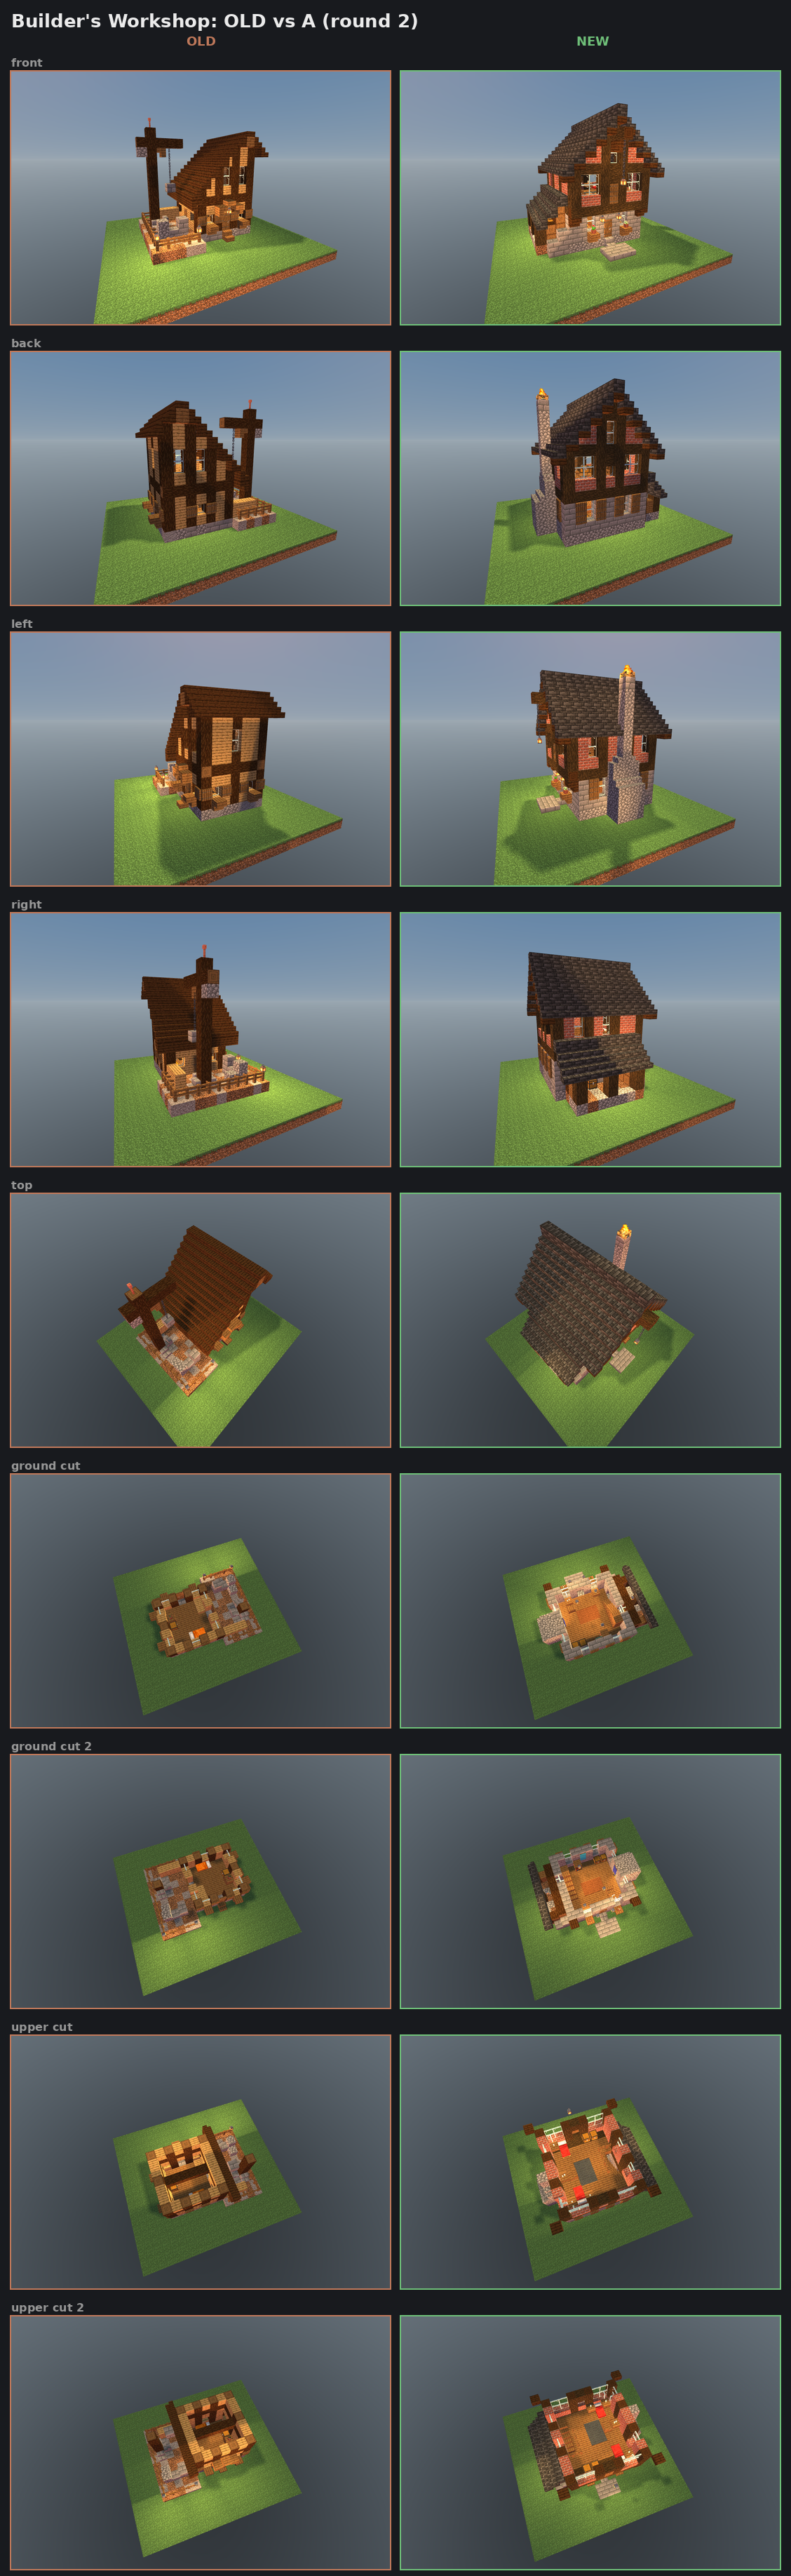 Builder's Workshop: OLD vs A (round 2)
OLD
NEW
front
back
left
right
top
ground cut
ground cut 2
upper cut
upper cut 2